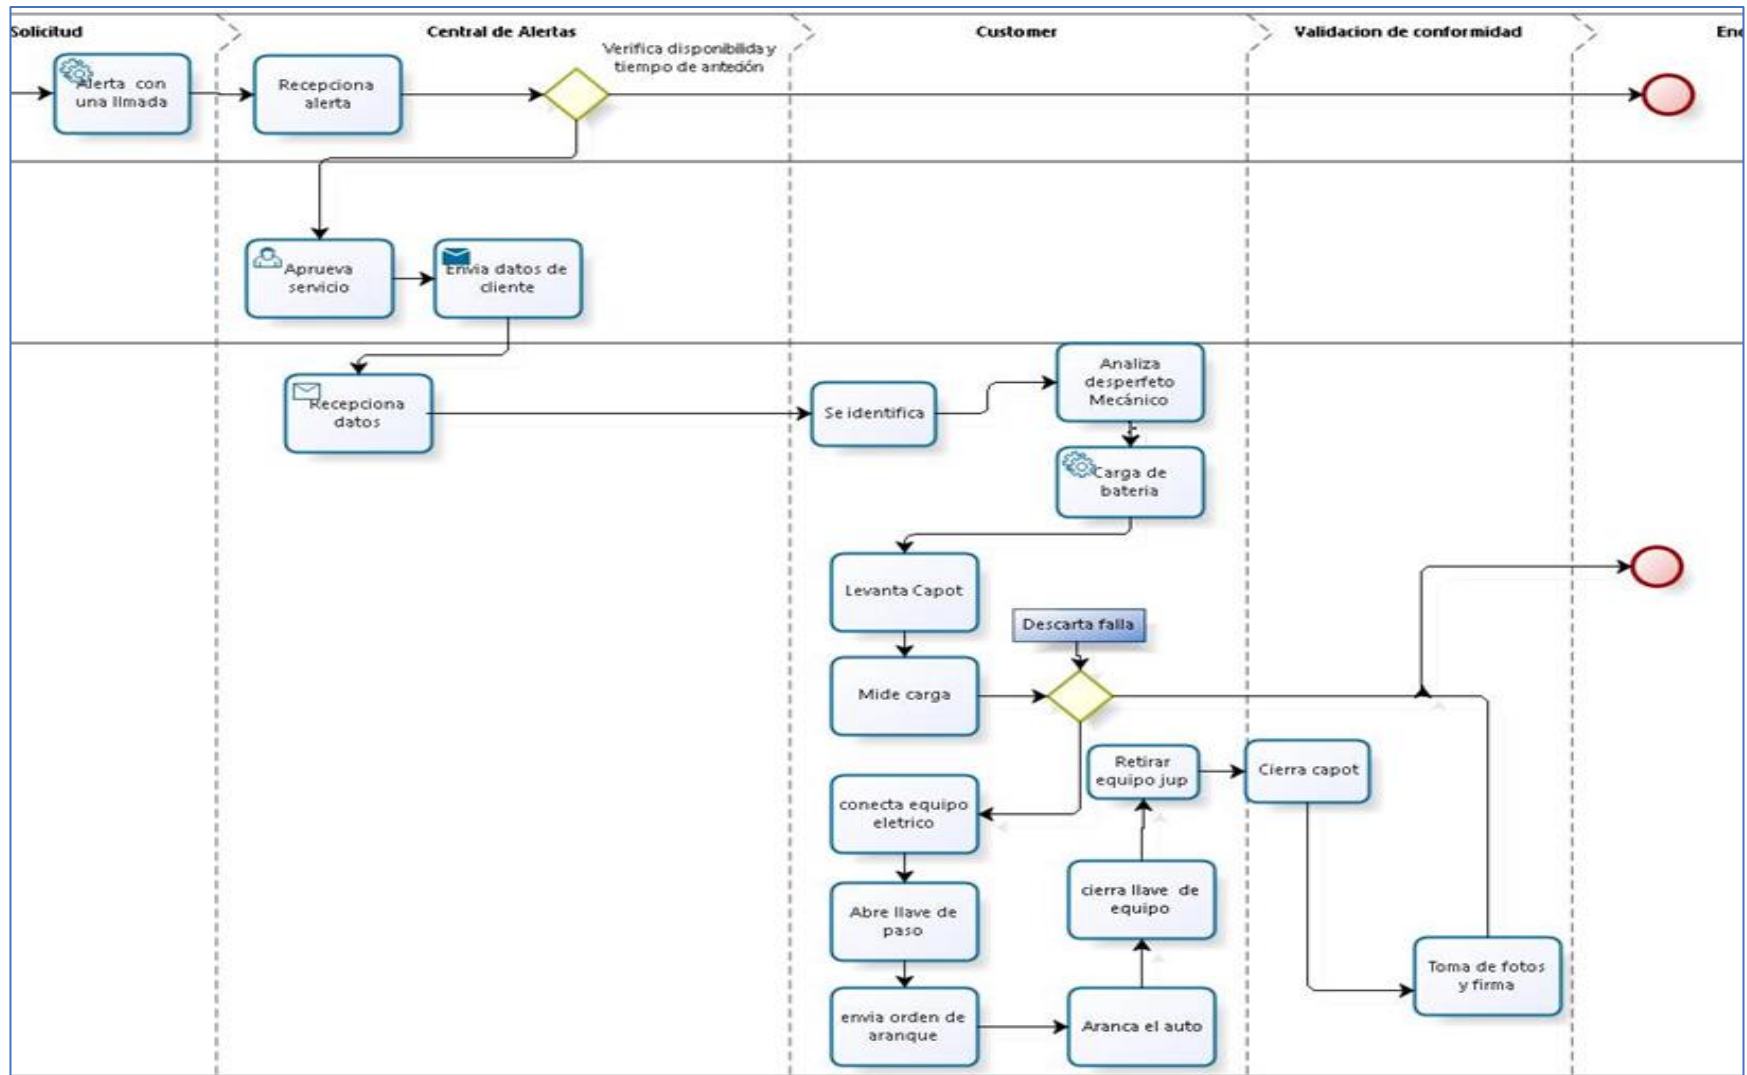 Solicitud
Central de Alertas
Customer
Validacion de conformidad
Enc
Verifica disponibilida y
tiempo de anteción
Alerta con
una llmada
Recepciona
alerta
Aprueva
servicio
Envia datos de
cliente
Recepciona
datos
Se identifica
Analiza
desperfeto
Mecánico
Carga de
bateria
Levanta Capot
Descarta falla
Mide carga
Retirar
equipo jup
Cierra capot
conecta equipo
eletrico
cierra llave de
equipo
Abre llave de
paso
Toma de fotos
y firma
envia orden de
aranque
Aranca el auto